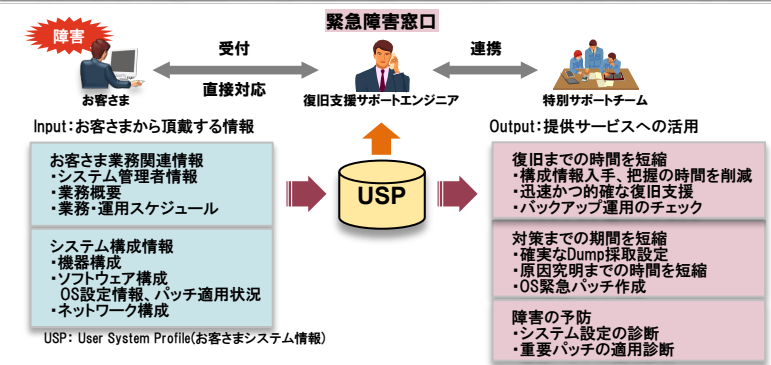 緊急障害窓口
障害
受付
連携
直接対応
お客さま
復旧支援サポートエンジニア
特別サポートチーム
Input:お客さまから頂戴する情報
Output:提供サービスへの活用
お客さま業務関連情報
・システム管理者情報
・業務概要
・業務・運用スケジュール
システム構成情報
・機器構成
・ソフトウェア構成
OS設定情報、パッチ適用状況
・ネットワーク構成
USP: User System Profile(お客さまシステム情報)
USP
復旧までの時間を短縮
・構成情報入手、把握の時間を削減
・迅速かつ的確な復旧支援
・バックアップ運用のチェック
対策までの期間を短縮
・確実なDump採取設定
・原因究明までの時間を短縮
・OS緊急パッチ作成
障害の予防
・システム設定の診断
・重要パッチの適用診断